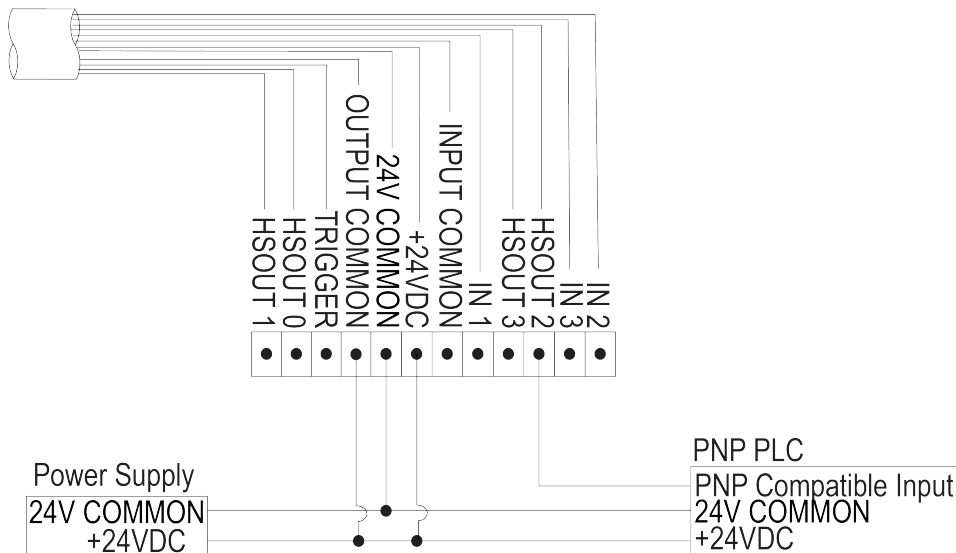 HSOUT 1
HSOUT 0
TRIGGER
OUTPUT COMMON
24V COMMON
+24VDC
INPUT COMMON
IN 1
HSOUT 3
HSOUT 2
IN 3
IN 2
Power Supply
24V COMMON
+24VDC
PNP PLC
PNP Compatible Input
24V COMMON
+24VDC